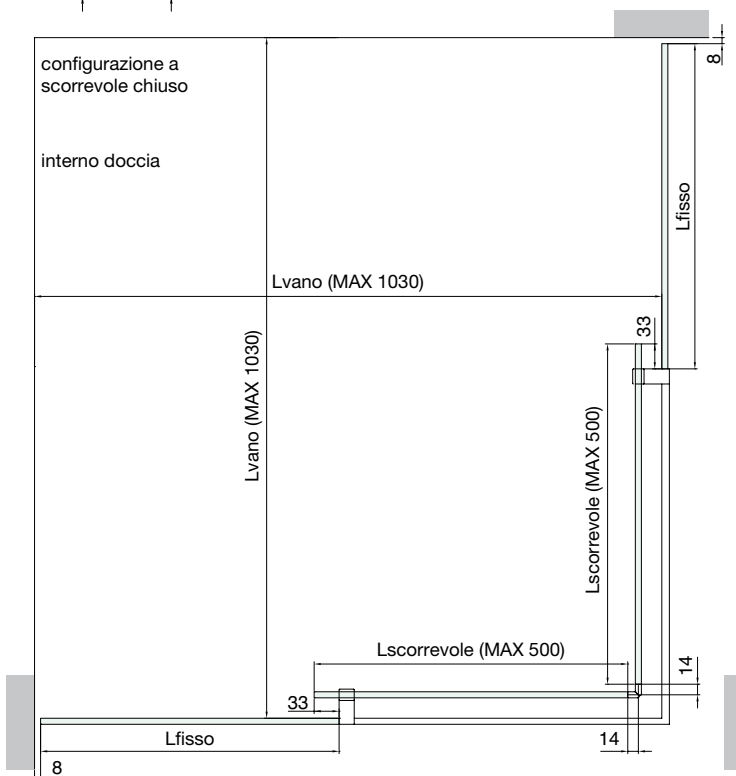 configurazione a
scorrevole chiuso
8
interno doccia
Lfisso
Lvano (MAX 1030)
33
Lvano (MAX 1030)
Lscorrevole (MAX 500)
Lscorrevole (MAX 500)
14
33
Lfisso
14
8